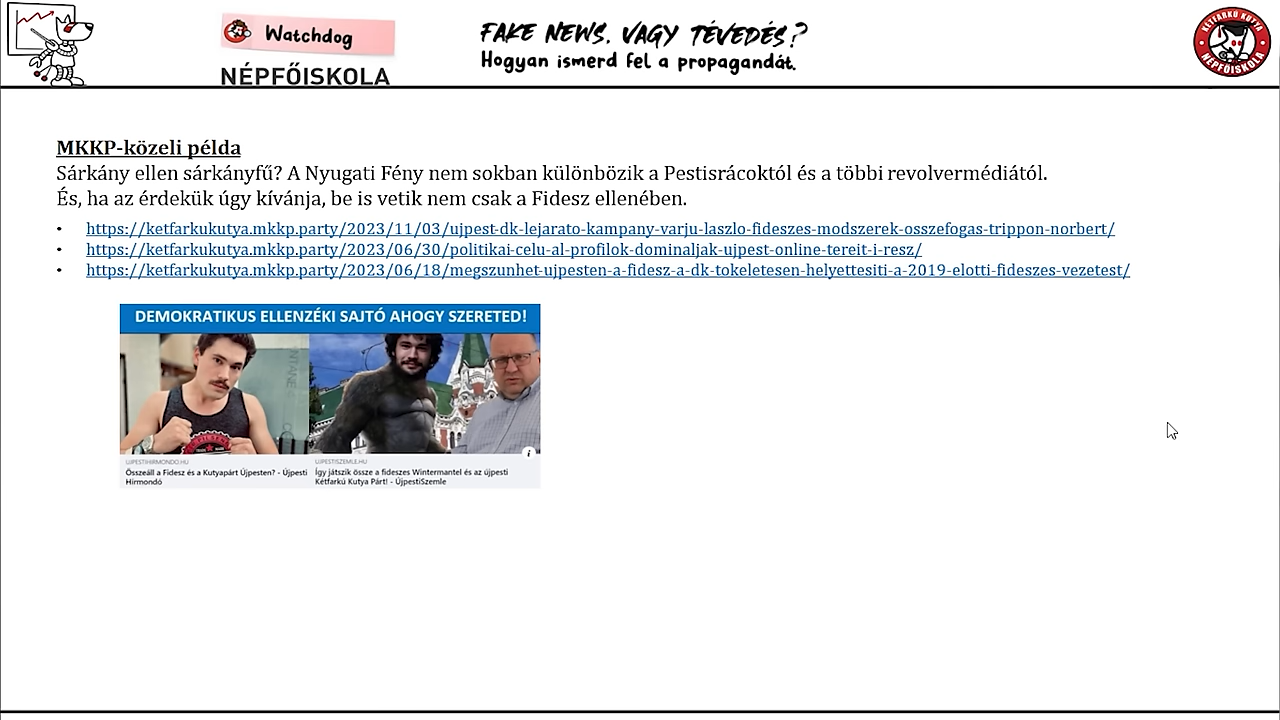 Watchdog
NÉPFŐISKOLA
FAKE NEWS, VAGY TÉVEDÉS?
Hogyan ismerd fel a propagandát.
KÉTFARKÚ KUTYA
NÉPFŐISKOLA
MKKP-közeli példa
Sárkány ellen sárkányfű? A Nyugati Fény nem sokban különbözik a Pestisrácoktól és a többi revolvermédiától.
És, ha az érdekük úgy kívánja, be is vetik nem csak a Fidesz ellenében.
• https://ketfarkukutya.mkkp.party/2023/11/03/ujpest-dk-lejarato-kampany-varju-laszlo-fideszes-modszerek-osszefogas-trippon-norbert/
• https://ketfarkukutya.mkkp.party/2023/06/30/politikai-celu-al-profilok-dominaljak-ujpest-online-tereit-i-resz/
• https://ketfarkukutya.mkkp.party/2023/06/18/megszunhet-ujpesten-a-fidesz-a-dk-tokeletesen-helyettesiti-a-2019-elotti-fideszes-vezetest/
DEMOKRATIKUS ELLENZÉKI SAJTÓ AHOGY SZERETED!
UJPESTIHIRMONDO.HU
Összeáll a Fidesz és a Kutyapárt Újpesten? - Újpesti
Hírmondó
UJPESTISZEMLE.HU
Így játszik össze a fideszes Wintermantel és az újpesti
Kétfarkú Kutya Párt! - ÚjpestiSzemle